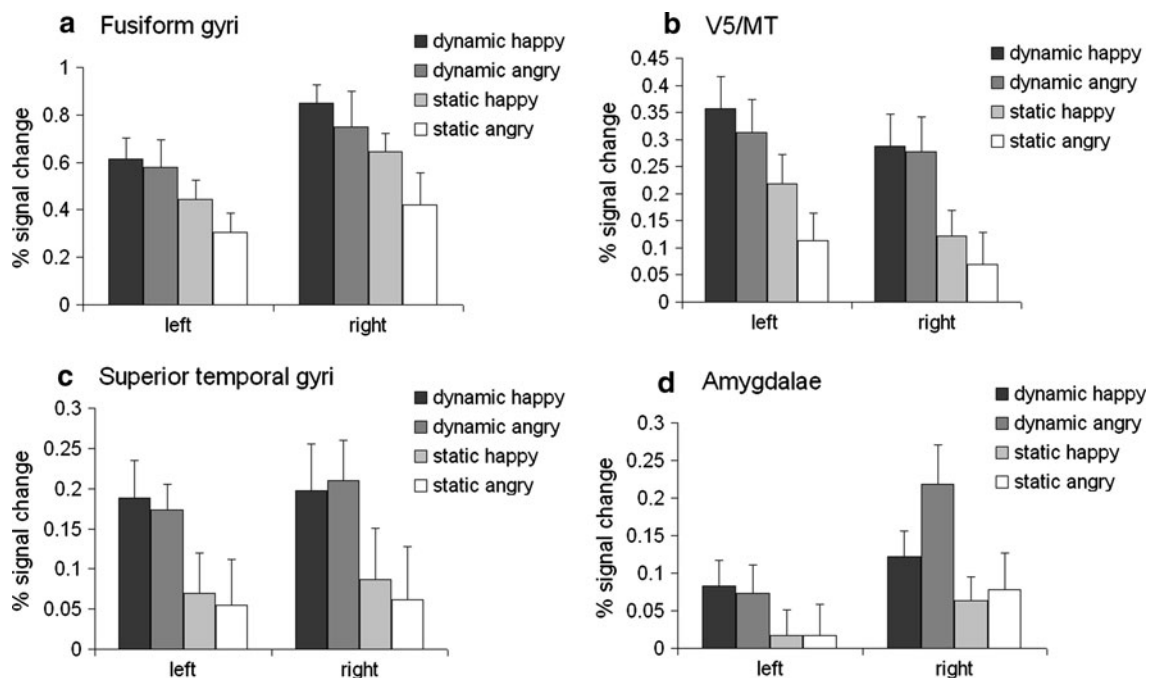 a Fusiform gyri
dynamic happy
dynamic angry
static happy
static angry
% signal change
1
0.8
0.6
0.4
0.2
0
left right
b V5/MT
dynamic happy
dynamic angry
static happy
static angry
% signal change
0.45
0.4
0.35
0.3
0.25
0.2
0.15
0.1
0.05
0
left right
c Superior temporal gyri
dynamic happy
dynamic angry
static happy
static angry
% signal change
0.3
0.25
0.2
0.15
0.1
0.05
0
left right
d Amygdalae
dynamic happy
dynamic angry
static happy
static angry
% signal change
0.3
0.25
0.2
0.15
0.1
0.05
0
left right